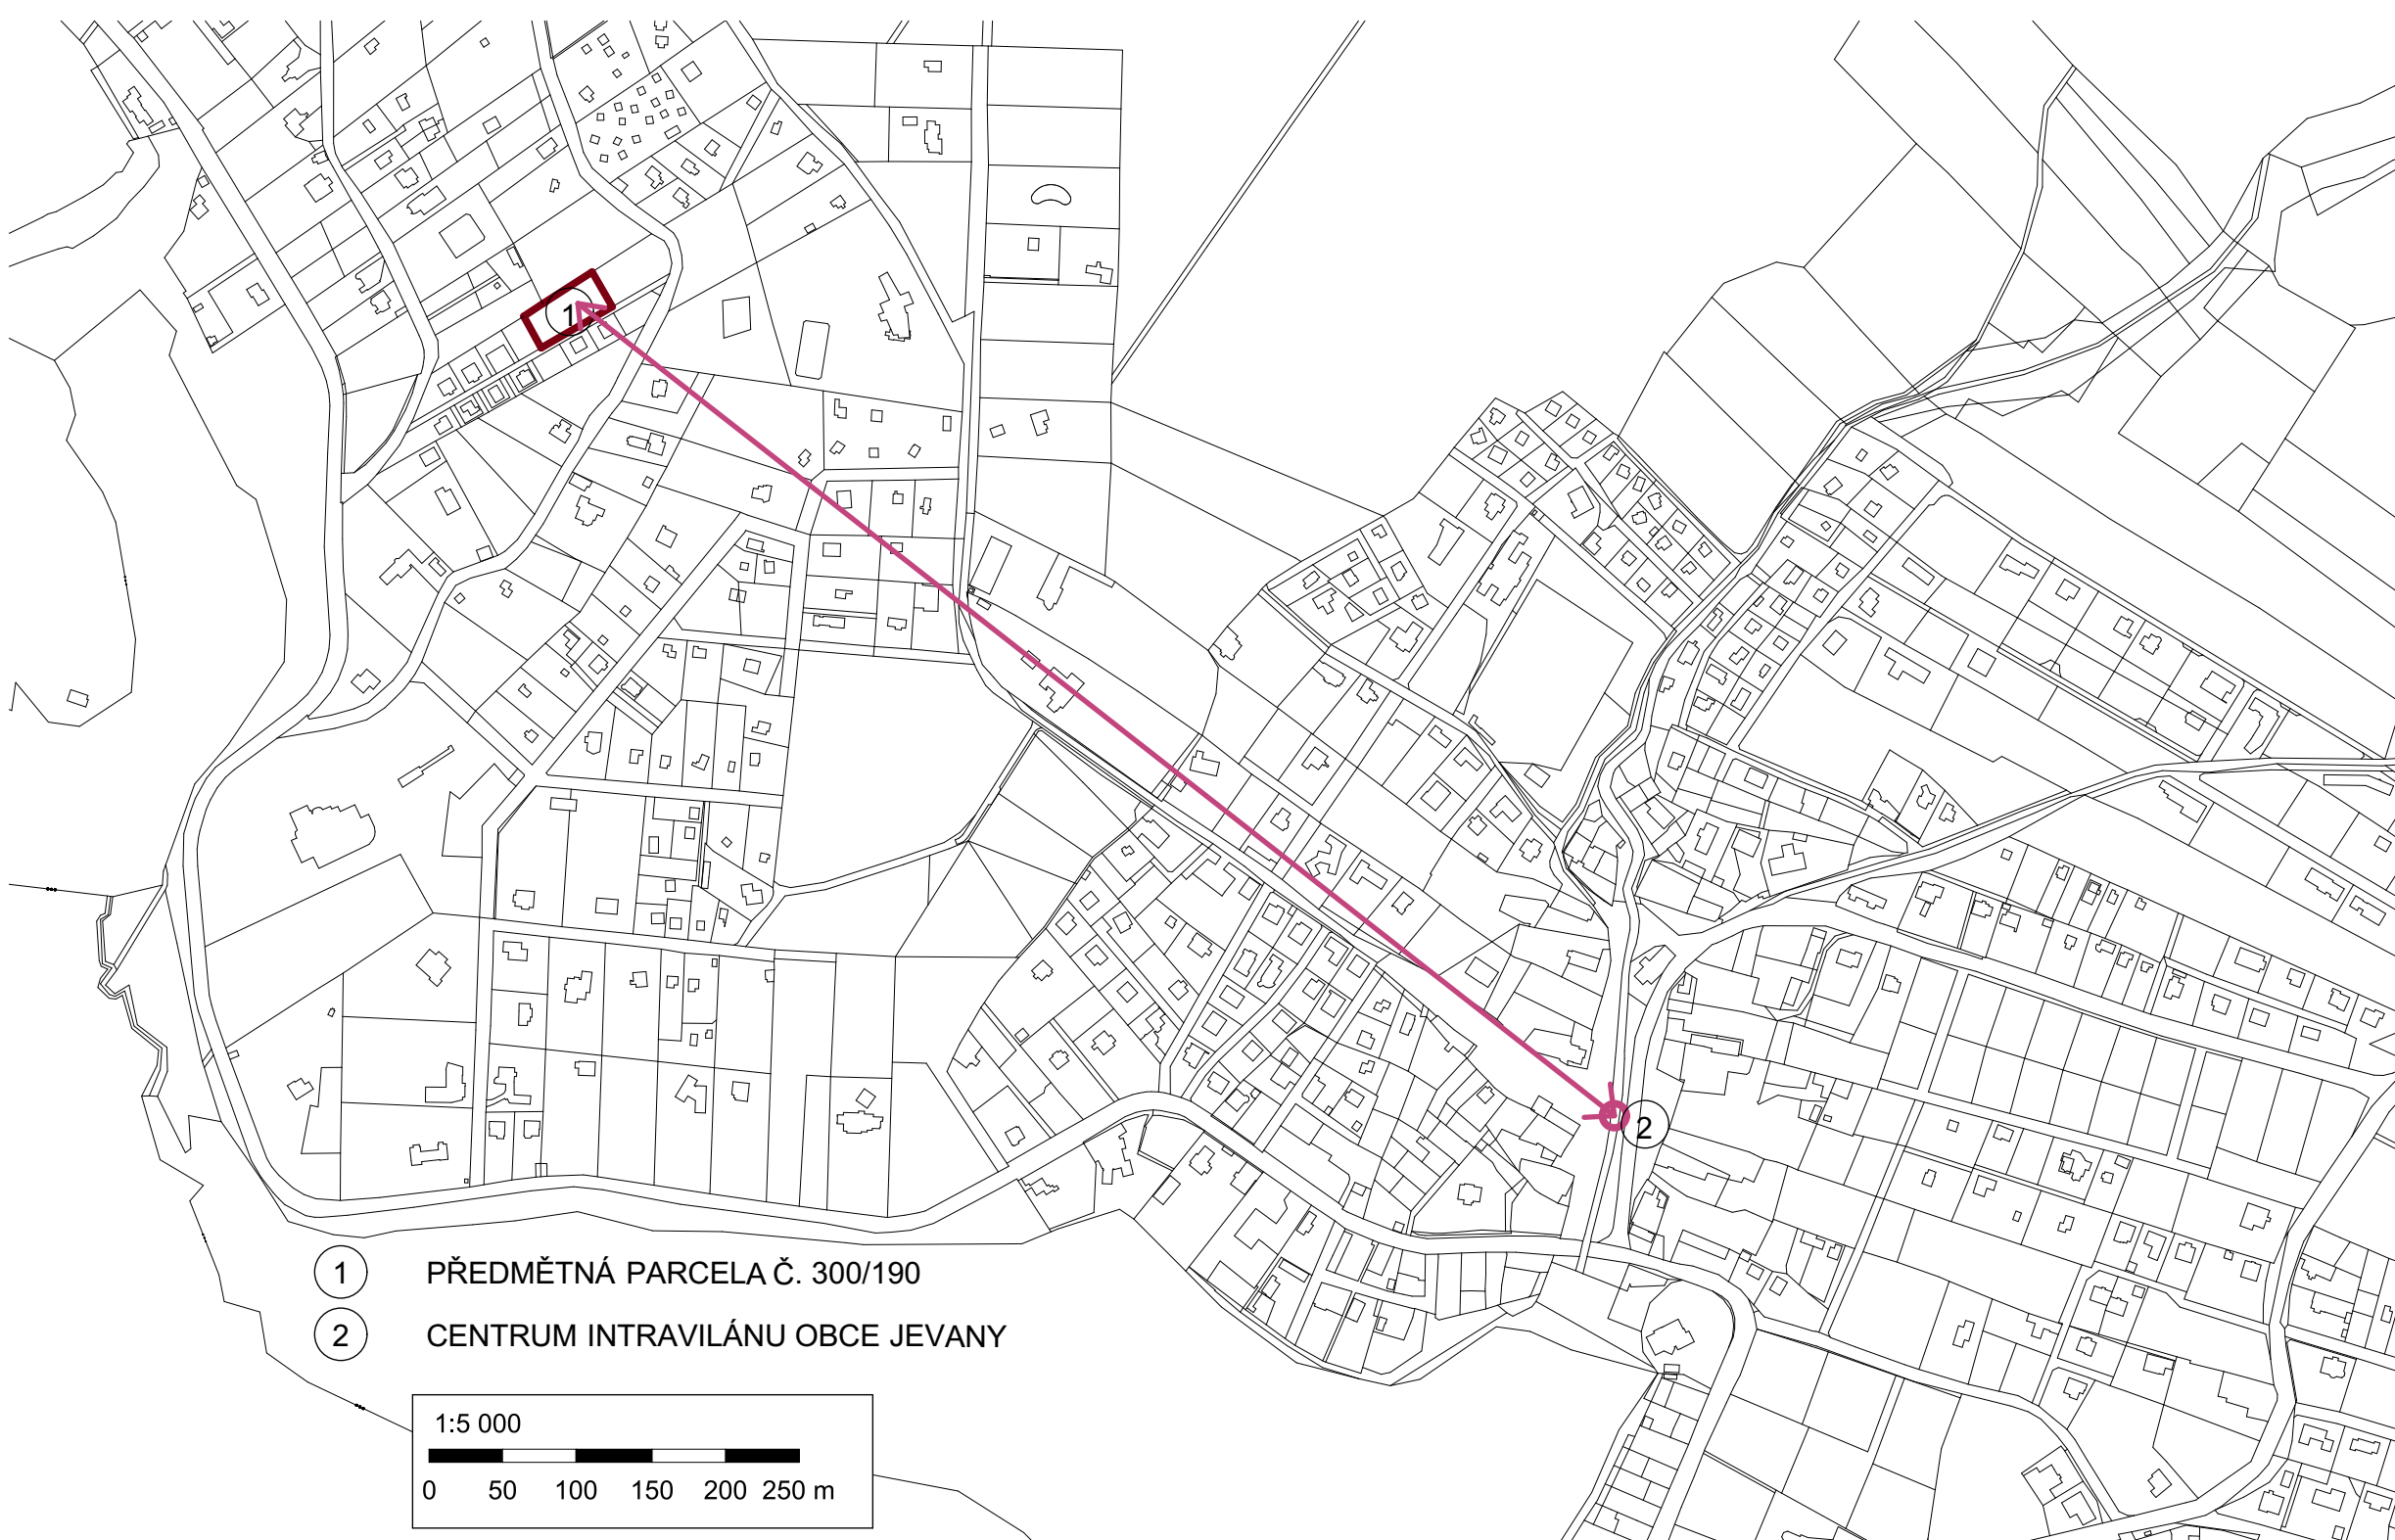 1
2
1 PŘEDMĚTNÁ PARCELA Č. 300/190
2 CENTRUM INTRAVILÁNU OBCE JEVANY
1:5 000
0 50 100 150 200 250 m